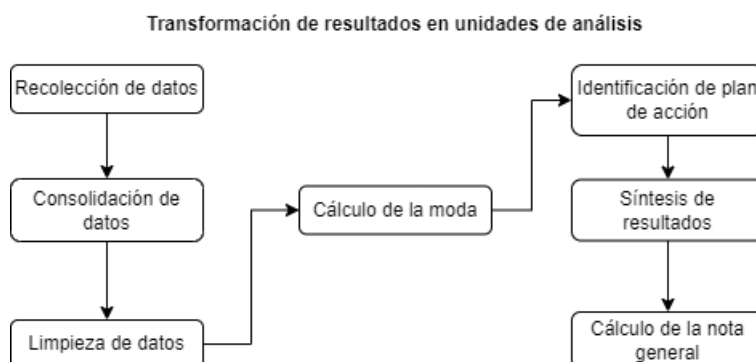 Transformación de resultados en unidades de análisis
Recolección de datos
Consolidación de
datos
Limpieza de datos
Cálculo de la moda
Identificación de plan
de acción
Síntesis de
resultados
Cálculo de la nota
general